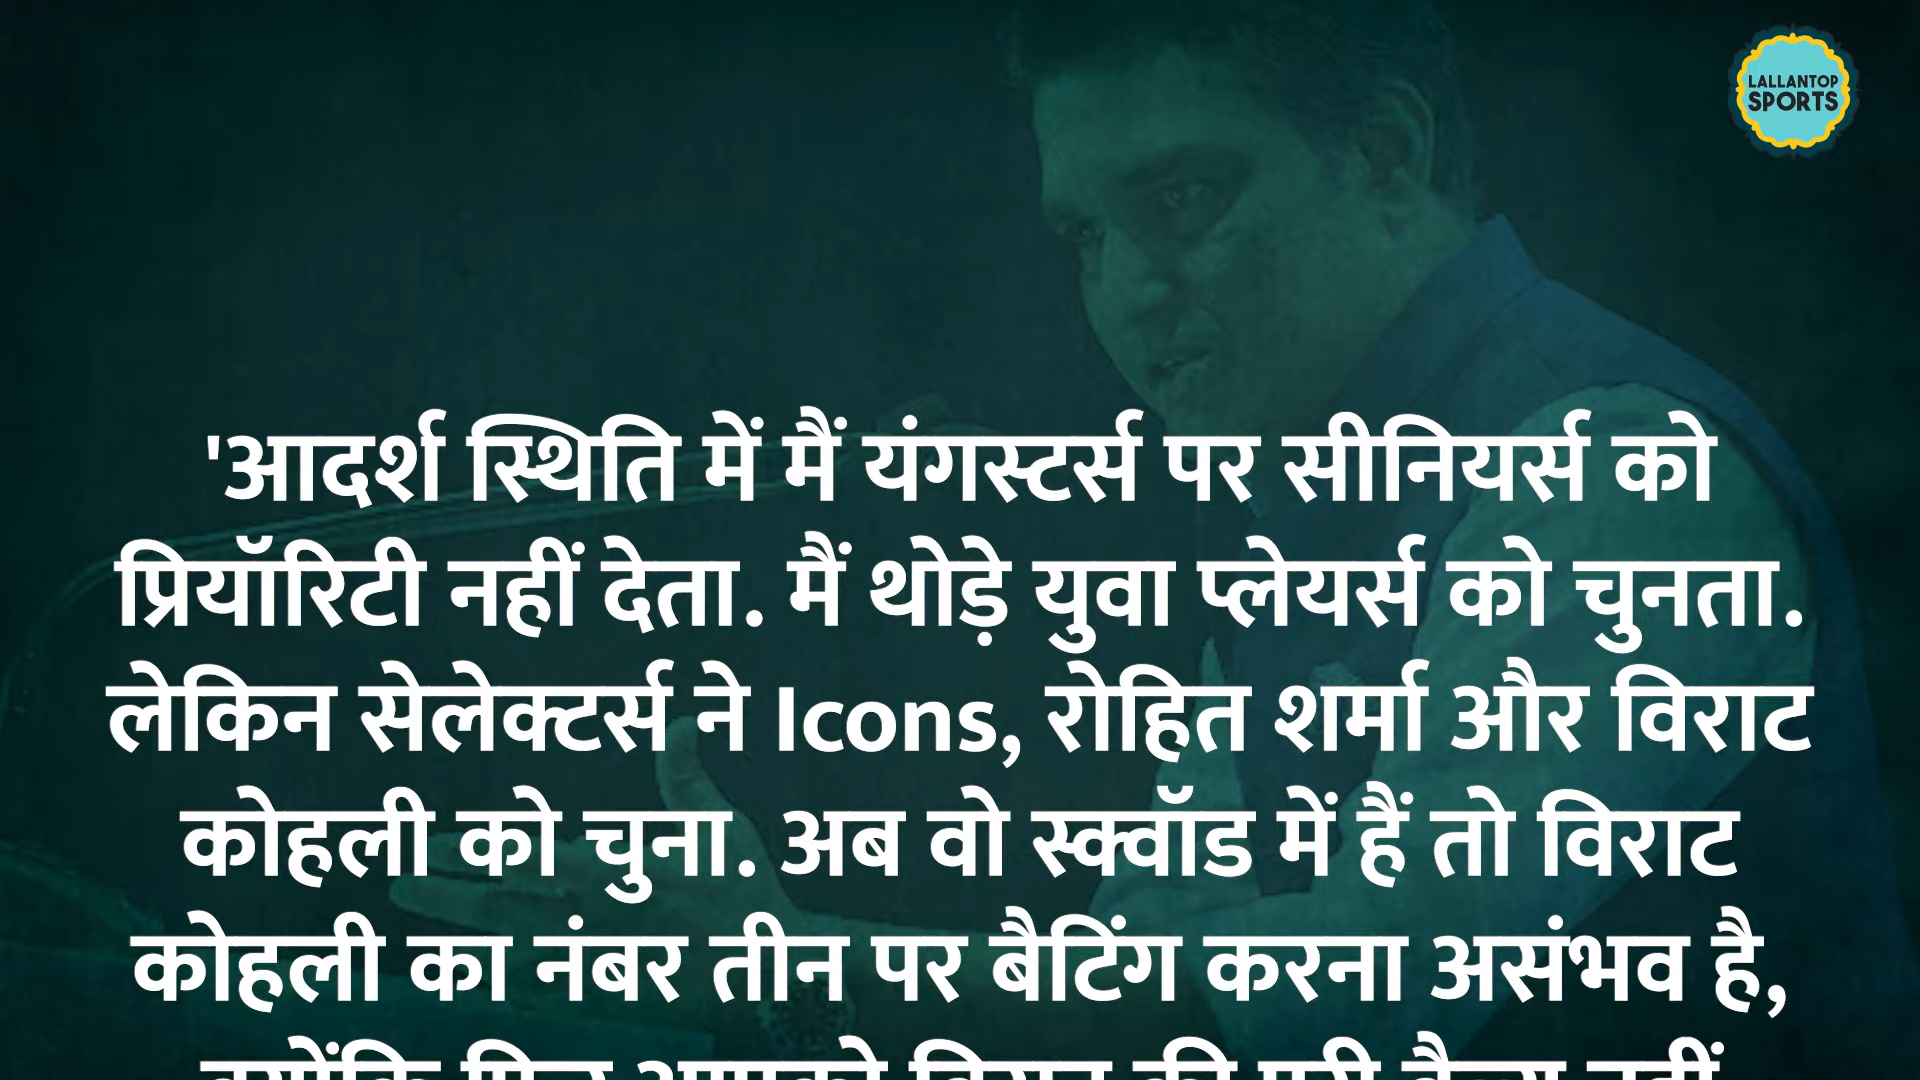 LALLANTOP
SPORTS
'आदर्श स्थिति में मैं यंगस्टर्स पर सीनियर्स को
प्रियॉरिटी नहीं देता. मैं थोड़े युवा प्लेयर्स को चुनता.
लेकिन सेलेक्टर्स ने Icons, रोहित शर्मा और विराट
कोहली को चुना. अब वो स्क्वॉड में हैं तो विराट
कोहली का नंबर तीन पर बैटिंग करना असंभव है,